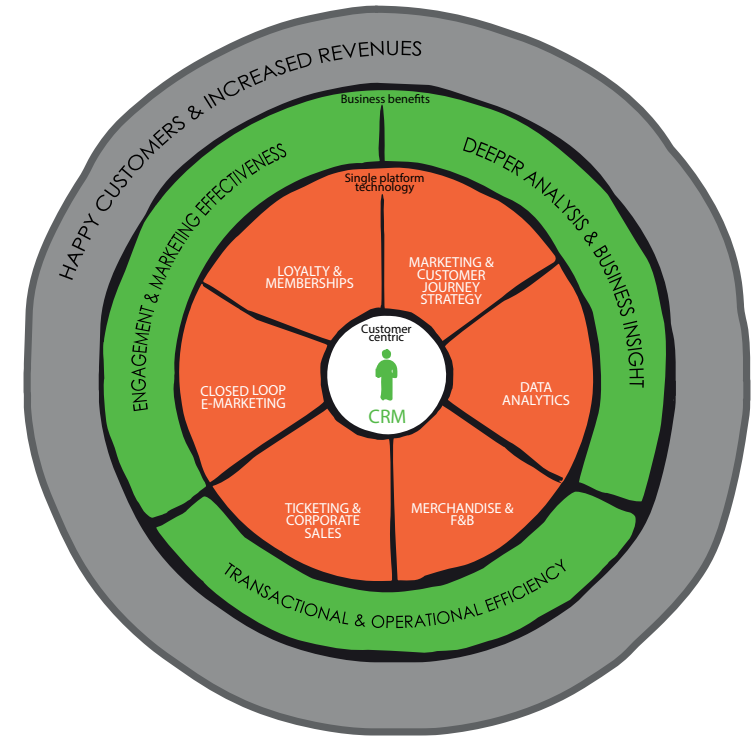 HAPPY CUSTOMERS & INCREASED REVENUES
Business benefits
ENGAGEMENT & MARKETING EFFECTIVENESS
DEEPER ANALYSIS & BUSINESS INSIGHT
Single platform
technology
LOYALTY &
MEMBERSHIPS
MARKETING &
CUSTOMER
JOURNEY
STRATEGY
Customer
centric
CRM
CLOSED LOOP
E-MARKETING
DATA
ANALYTICS
TICKETING &
CORPORATE
SALES
MERCHANDISE &
F&B
TRANSACTIONAL & OPERATIONAL EFFICIENCY